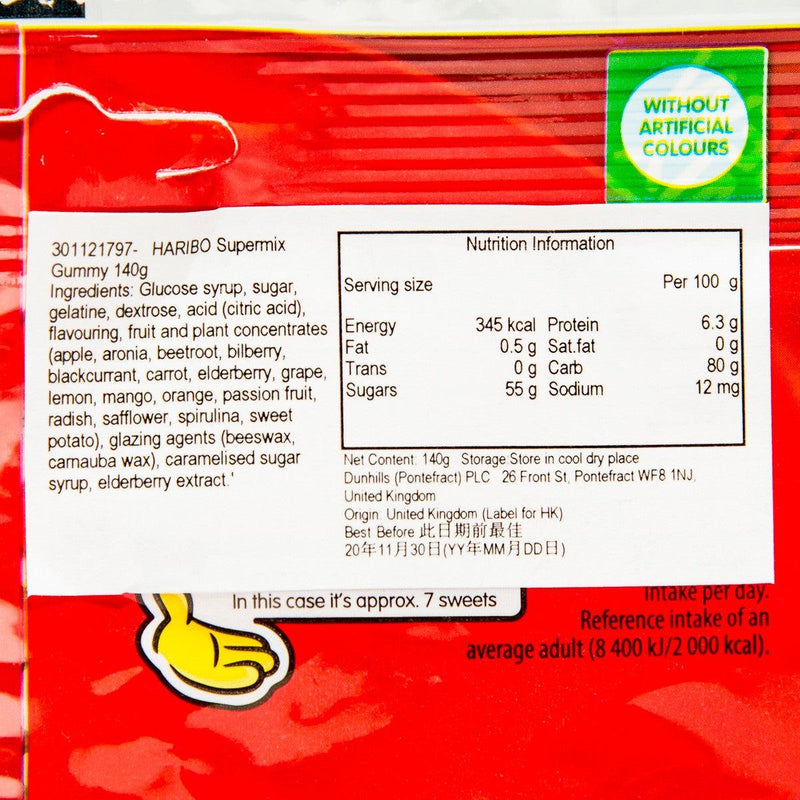 WITHOUT
ARTIFICIAL
COLOURS
301121797- HARIBO Supermix
Gummy 140g
Ingredients: Glucose syrup, sugar,
gelatine, dextrose, acid (citric acid),
flavouring, fruit and plant concentrates
(apple, aronia, beetroot, bilberry,
blackcurrant, carrot, elderberry, grape,
lemon, mango, orange, passion fruit,
radish, safflower, spirulina, sweet
potato), glazing agents (beeswax,
carnauba wax), caramelised sugar
syrup, elderberry extract.'
Nutrition Information
Serving size Per 100 g
Energy 345 kcal Protein 6.3 g
Fat 0.5 g Sat.fat 0 g
Trans 0 g Carb 80 g
Sugars 55 g Sodium 12 mg
Net Content: 140g Storage:Store in cool dry place
Dunhills (Pontefract) PLC 26 Front St, Pontefract WF8 1NJ,
United Kingdom
Origin: United Kingdom (Label for HK)
Best Before 此日期前最佳
20年11月30日(YY年MM月DD日)
In this case it's approx. 7 sweets
intake per day.
Reference intake of an
average adult (8 400 kJ/2 000 kcal).